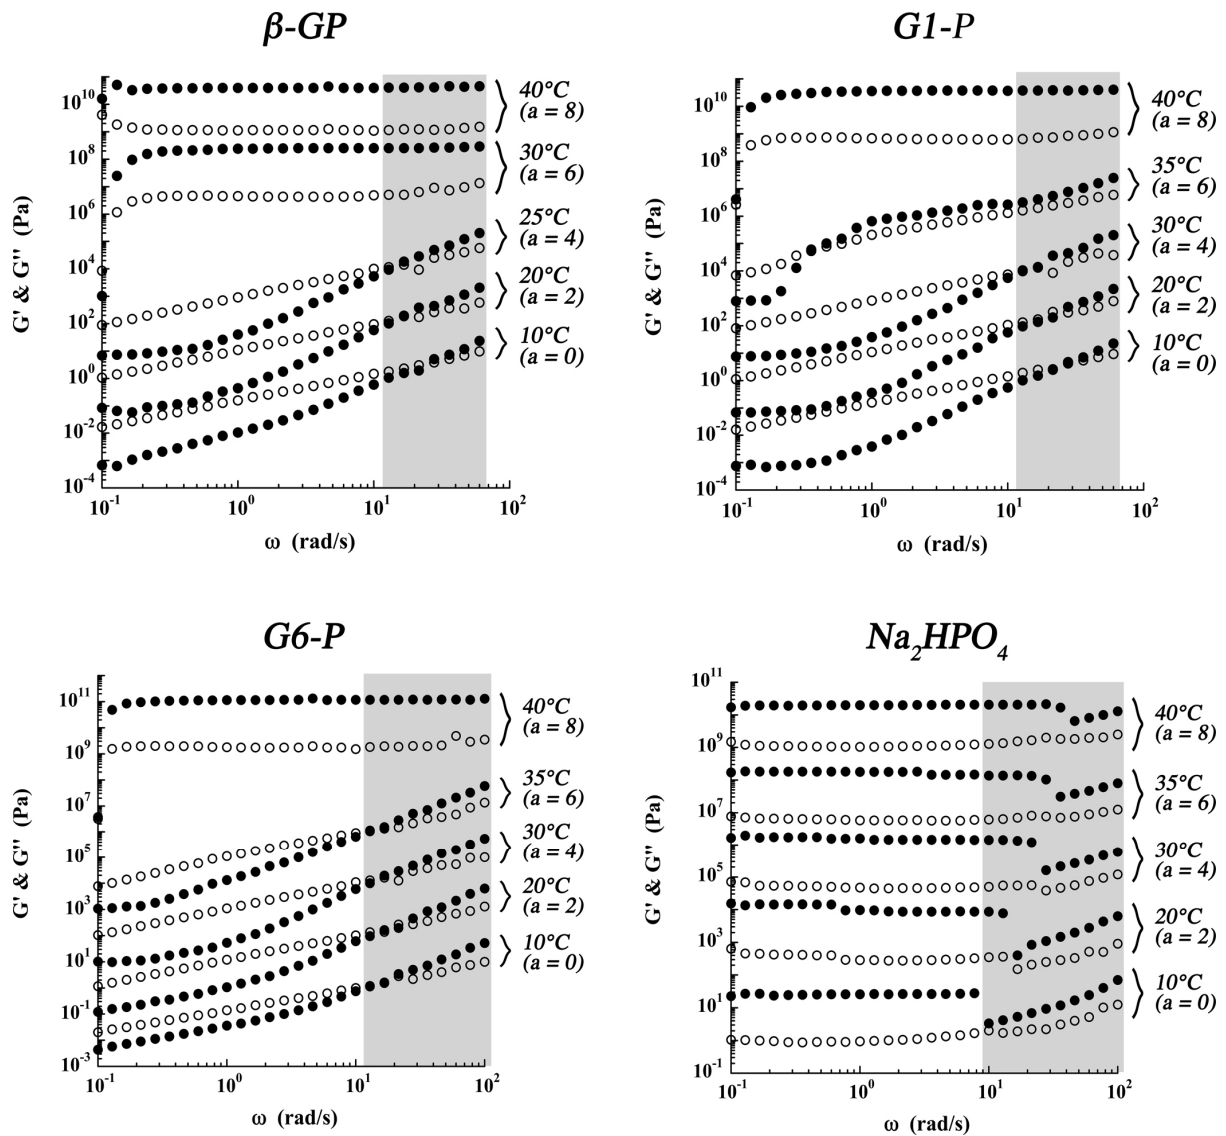 β-GP
10^10
10^8
10^6
10^4
10^2
10^0
10^-2
10^-4
G' & G'' (Pa)
10^-1
10^0
10^1
10^2
ω (rad/s)
40°C
(a = 8)
30°C
(a = 6)
25°C
(a = 4)
20°C
(a = 2)
10°C
(a = 0)
G1-P
10^10
10^8
10^6
10^4
10^2
10^0
10^-2
10^-4
G' & G'' (Pa)
10^-1
10^0
10^1
10^2
ω (rad/s)
40°C
(a = 8)
35°C
(a = 6)
30°C
(a = 4)
20°C
(a = 2)
10°C
(a = 0)
G6-P
10^11
10^9
10^7
10^5
10^3
10^1
10^-1
10^-3
G' & G'' (Pa)
10^-1
10^0
10^1
10^2
ω (rad/s)
40°C
(a = 8)
35°C
(a = 6)
30°C
(a = 4)
20°C
(a = 2)
10°C
(a = 0)
Na₂HPO₄
10^11
10^9
10^7
10^5
10^3
10^1
10^-1
G' & G'' (Pa)
10^-1
10^0
10^1
10^2
ω (rad/s)
40°C
(a = 8)
35°C
(a = 6)
30°C
(a = 4)
20°C
(a = 2)
10°C
(a = 0)